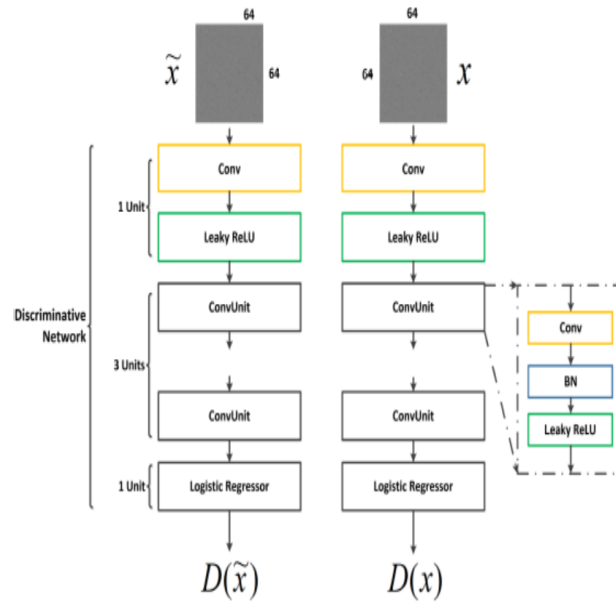 64 64
x̃ 64 64 x
Conv Conv
1 Unit
Leaky ReLU Leaky ReLU
ConvUnit ConvUnit
Conv
Discriminative
Network
3 Units
BN
ConvUnit ConvUnit
Leaky ReLU
1 Unit
Logistic Regressor Logistic Regressor
D(x̃) D(x)